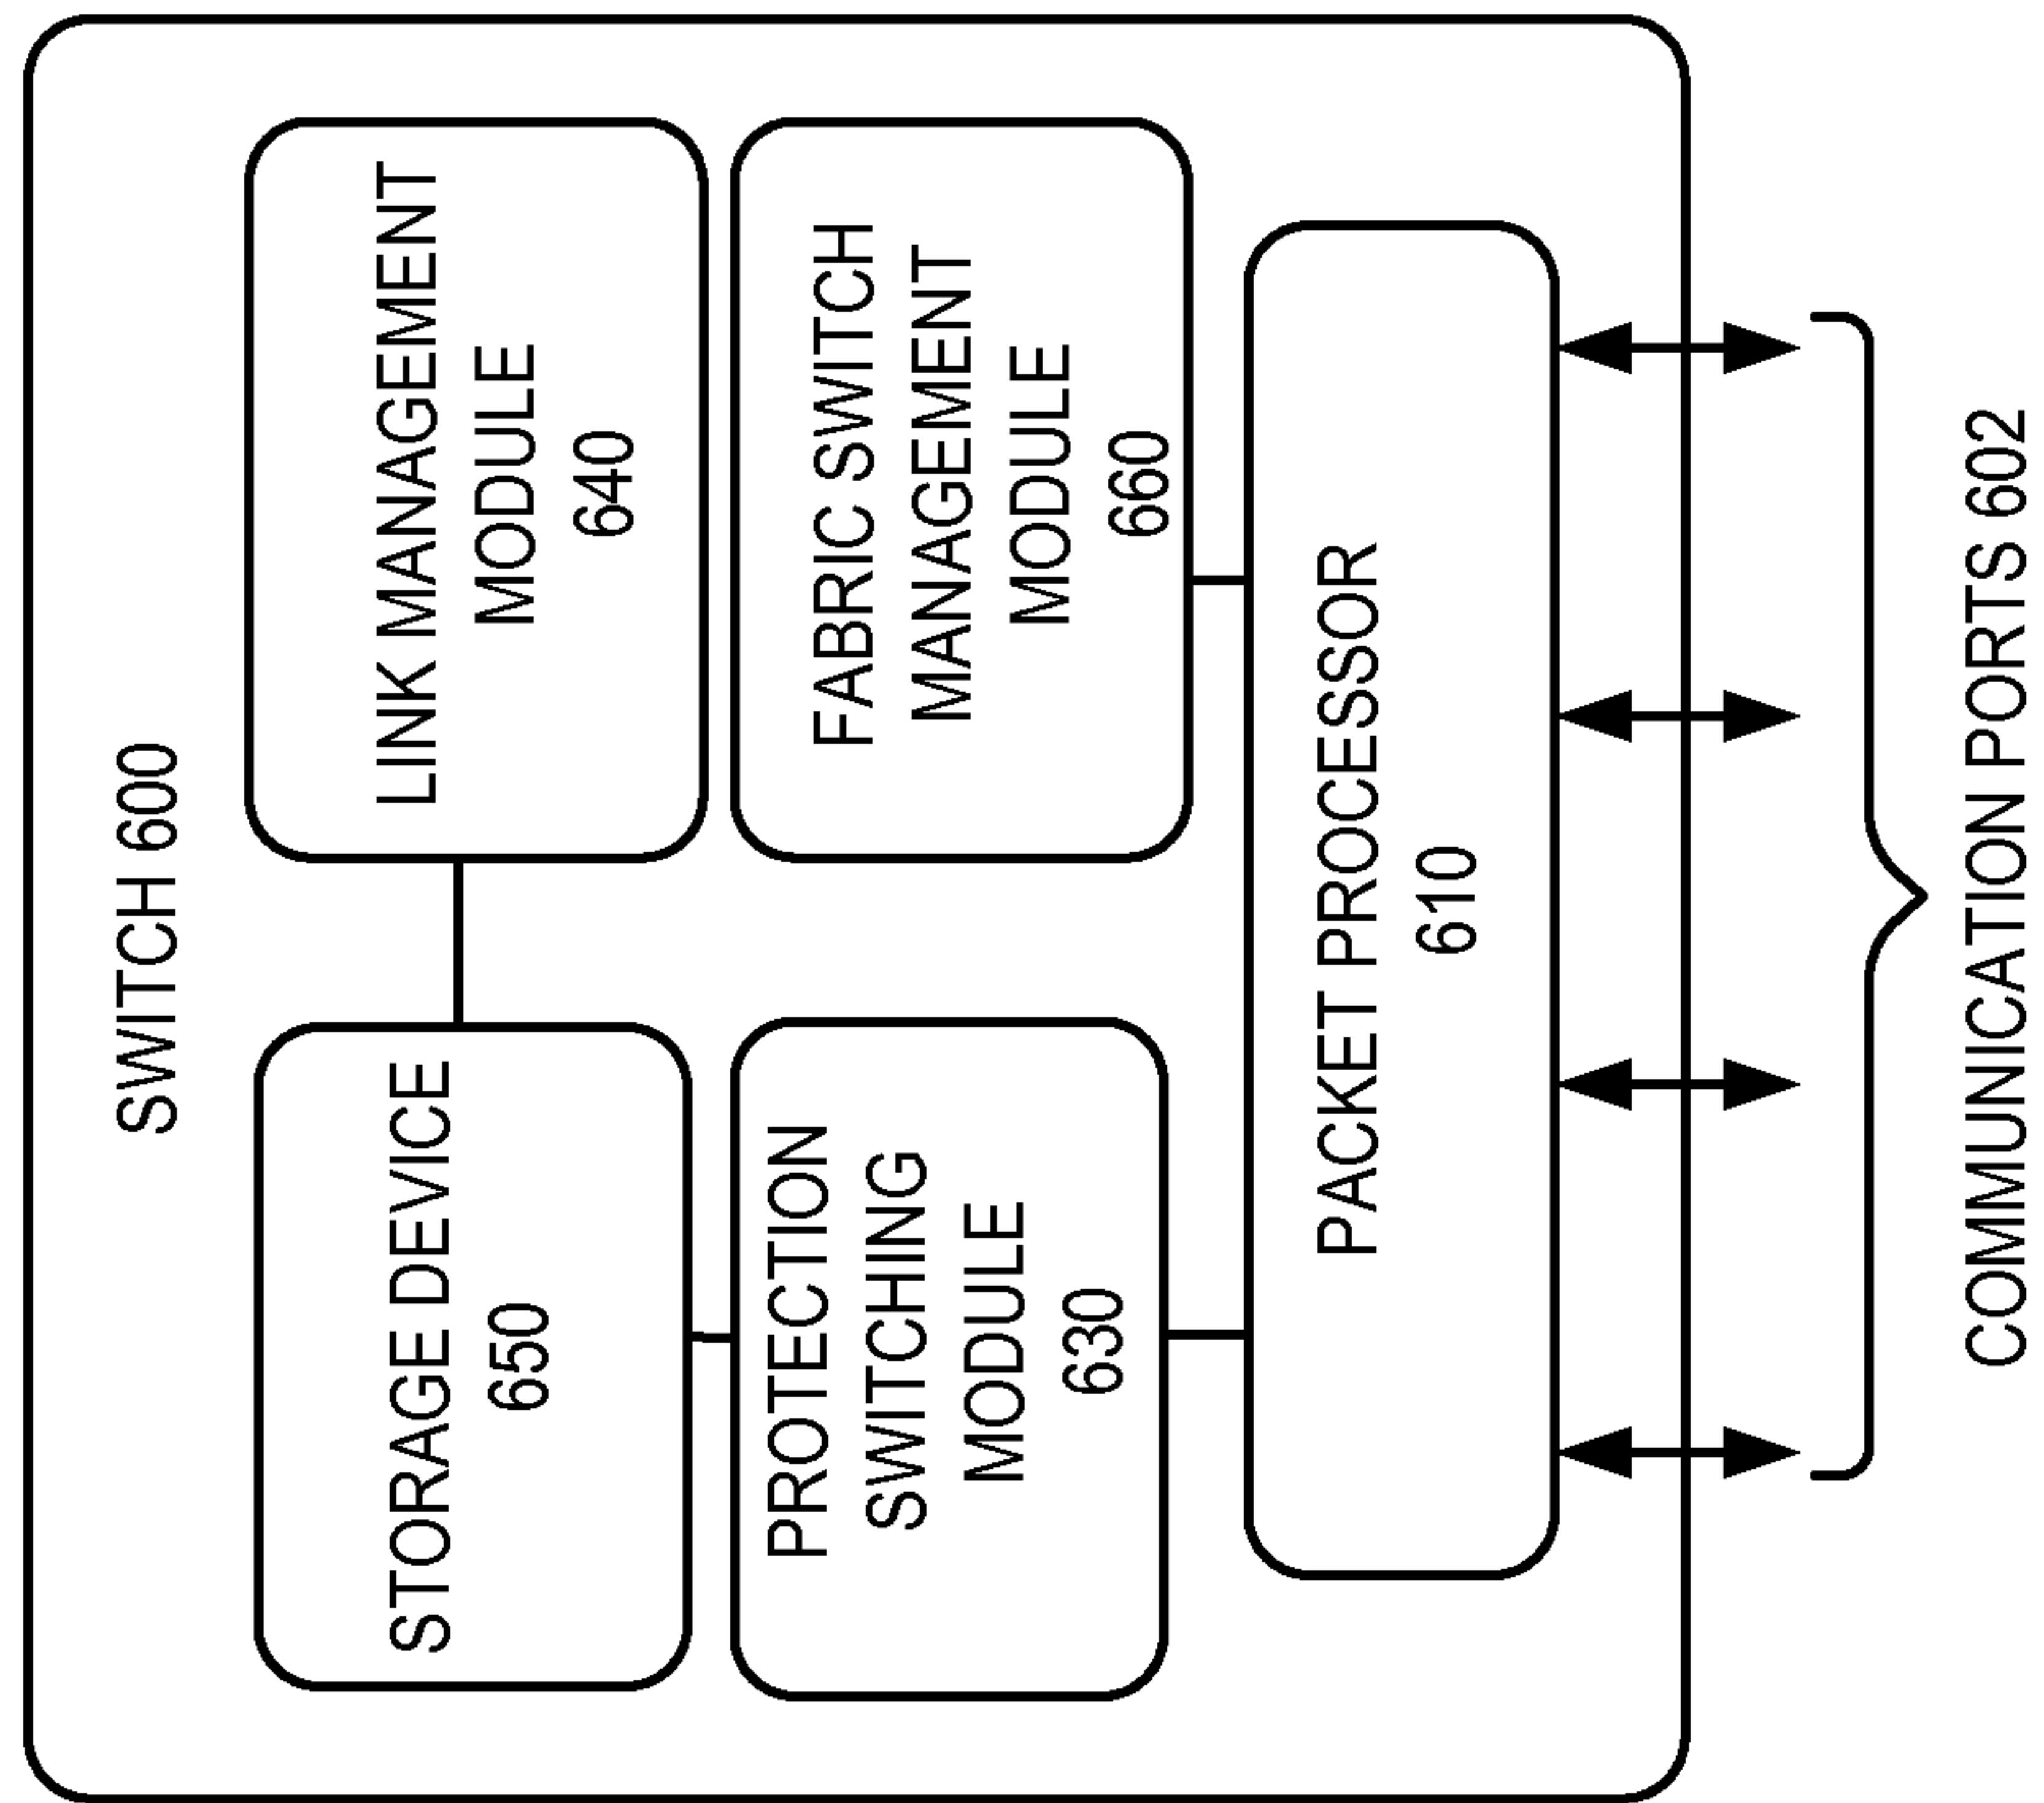 SWITCH 600
STORAGE DEVICE
650
LINK MANAGEMENT
MODULE
640
PROTECTION
SWITCHING
MODULE
630
FABRIC SWITCH
MANAGEMENT
MODULE
660
PACKET PROCESSOR
610
COMMUNICATION PORTS 602